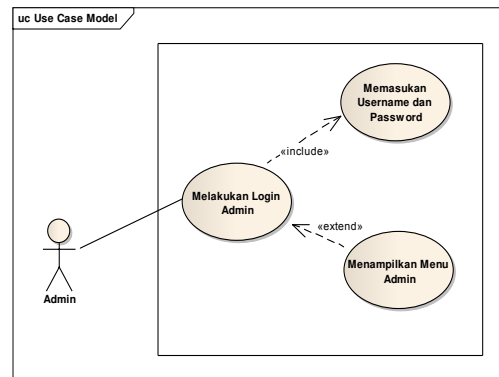 uc Use Case Model
Memasukan
Username dan
Password
«include»
Melakukan Login
Admin
«extend»
Menampilkan Menu
Admin
Admin